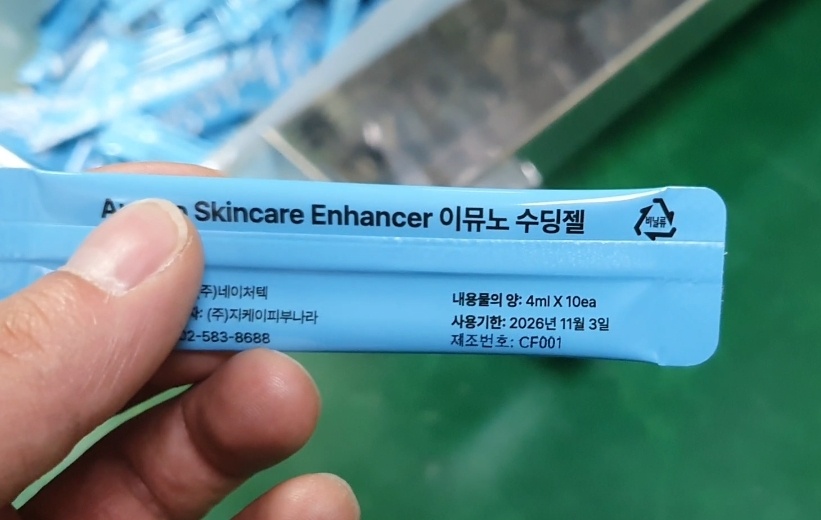 Skincare Enhancer 이뮤노 수딩젤
비닐류
(주)네이처텍
(주)지케이피부나라
02-583-8688
내용물의 양: 4ml X 10ea
사용기한: 2026년 11월 3일
제조번호: CF001